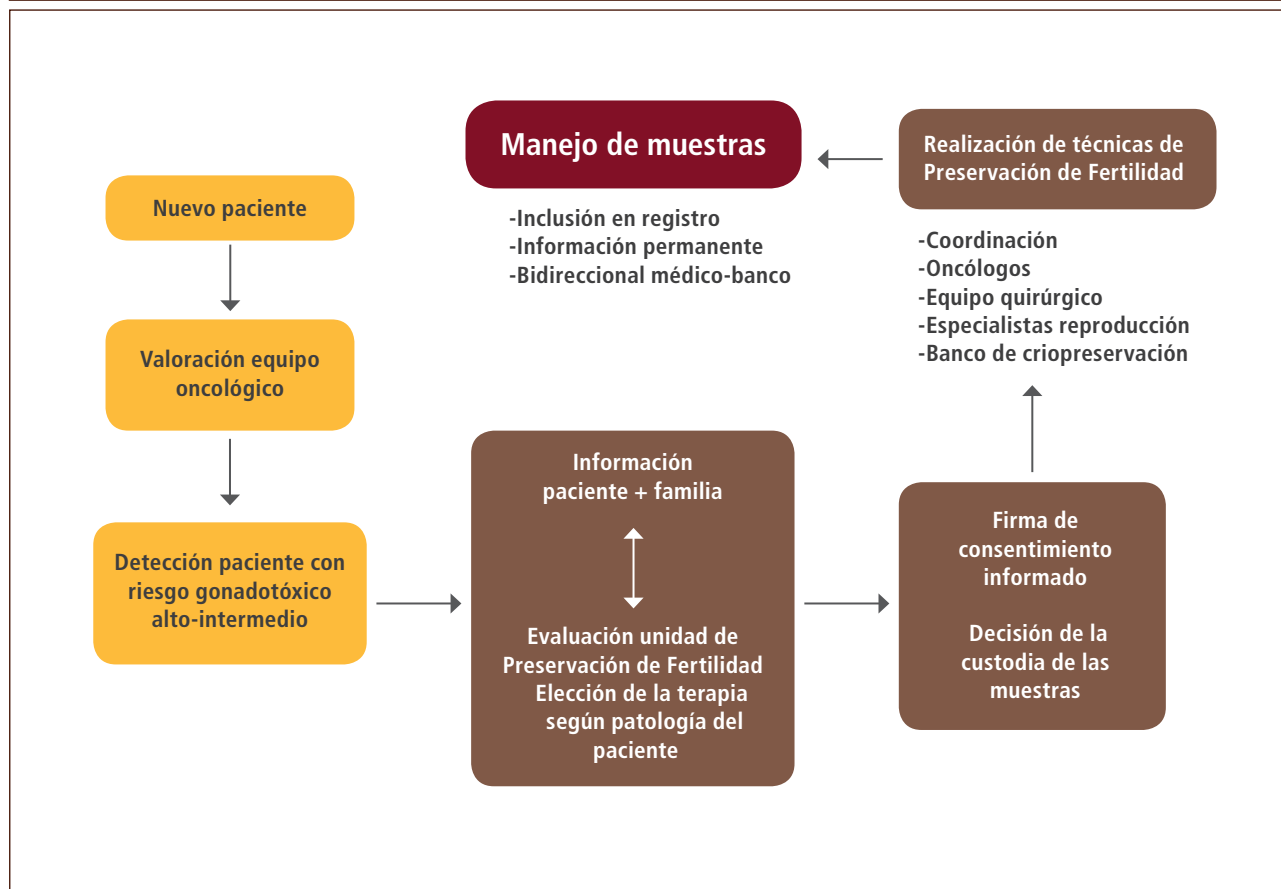 Nuevo paciente
Valoración equipo
oncológico
Detección paciente con
riesgo gonadotóxico
alto-intermedio
Información
paciente + familia
Evaluación unidad de
Preservación de Fertilidad
Elección de la terapia
según patología del
paciente
Firma de
consentimiento
informado
Decisión de la
custodia de las
muestras
Realización de técnicas de
Preservación de Fertilidad
-Coordinación
-Oncólogos
-Equipo quirúrgico
-Especialistas reproducción
-Banco de criopreservación
Manejo de muestras
-Inclusión en registro
-Información permanente
-Bidireccional médico-banco